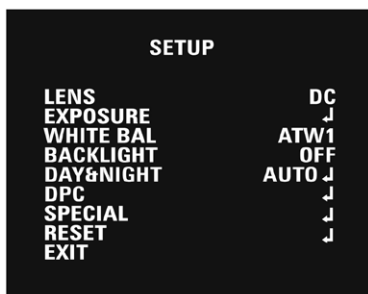 SETUP
LENS DC
EXPOSURE ↲
WHITE BAL ATW1
BACKLIGHT OFF
DAY&NIGHT AUTO ↲
DPC ↲
SPECIAL ↲
RESET ↲
EXIT